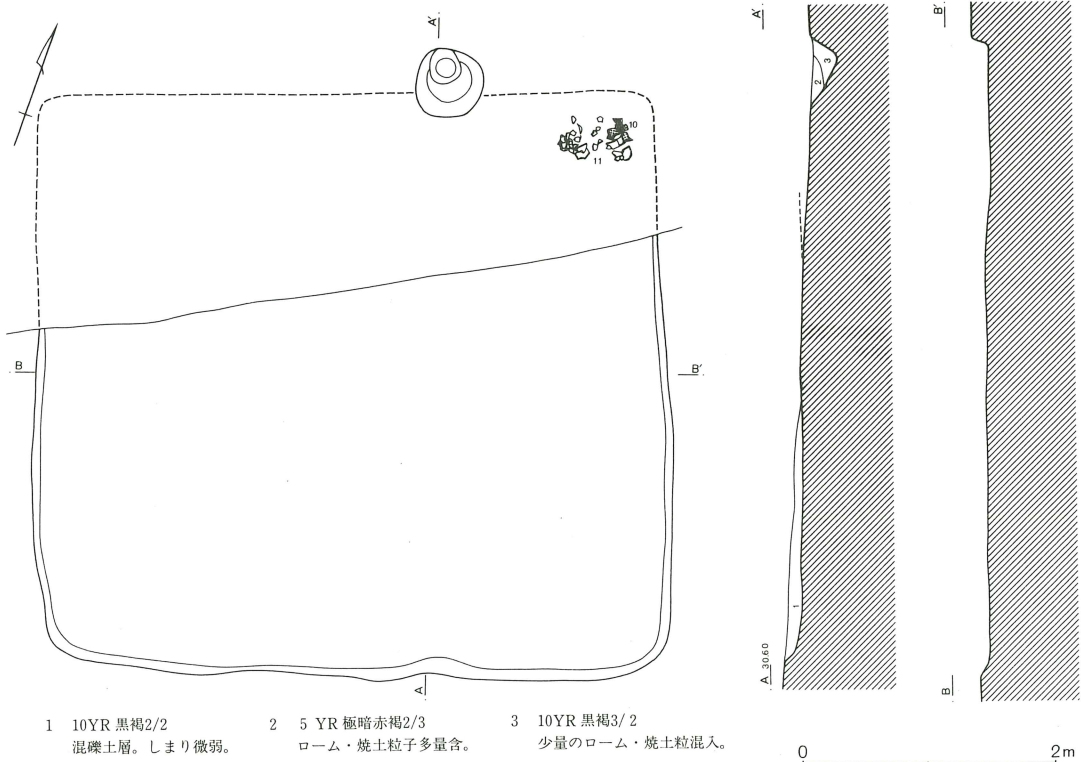 A′
10
11
B
B′
A
A′
3
2
1
A 30.60
B′
B
1 10YR 黒褐2/2
混礫土層。しまり微弱。
2 5 YR 極暗赤褐2/3
ローム・焼土粒子多量含。
3 10YR 黒褐3/2
少量のローム・焼土粒混入。
0 2m